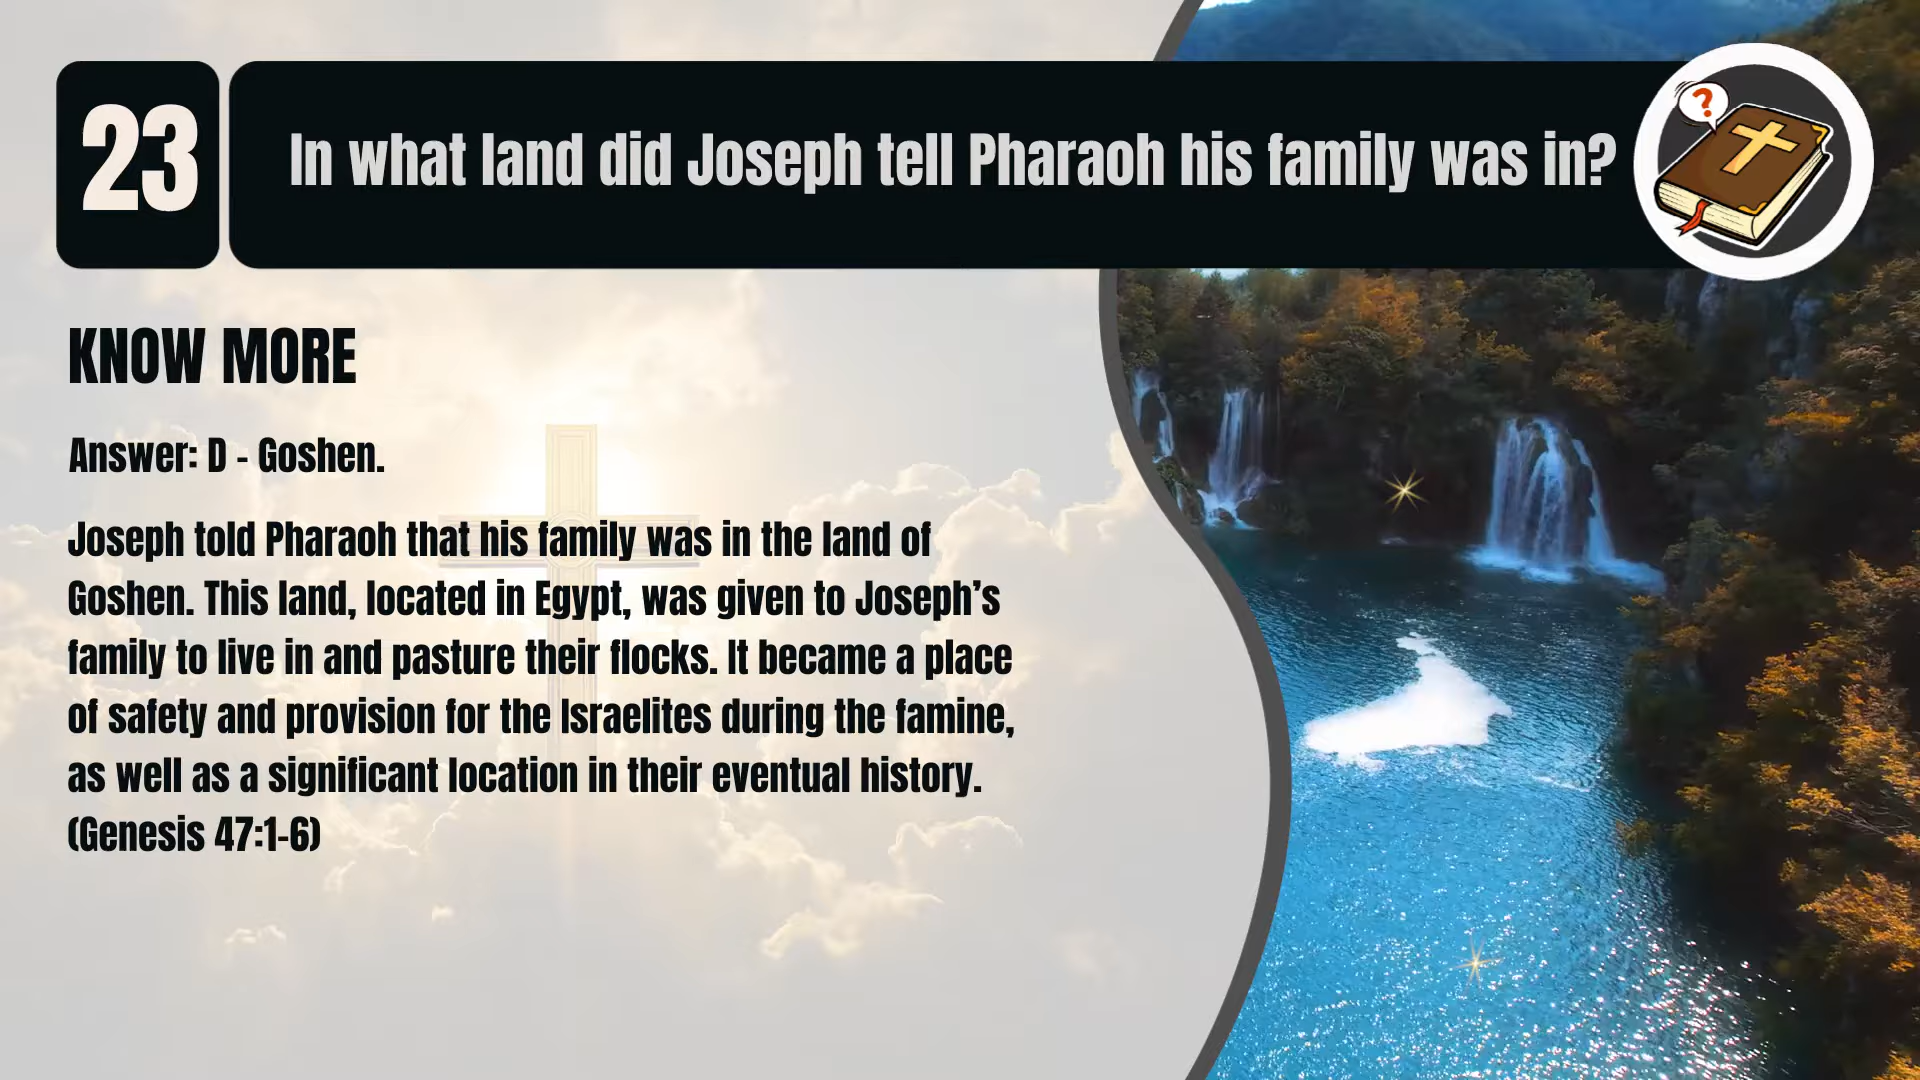 23
In what land did Joseph tell Pharaoh his family was in?
?
KNOW MORE
Answer: D - Goshen.
Joseph told Pharaoh that his family was in the land of
Goshen. This land, located in Egypt, was given to Joseph’s
family to live in and pasture their flocks. It became a place
of safety and provision for the Israelites during the famine,
as well as a significant location in their eventual history.
(Genesis 47:1-6)